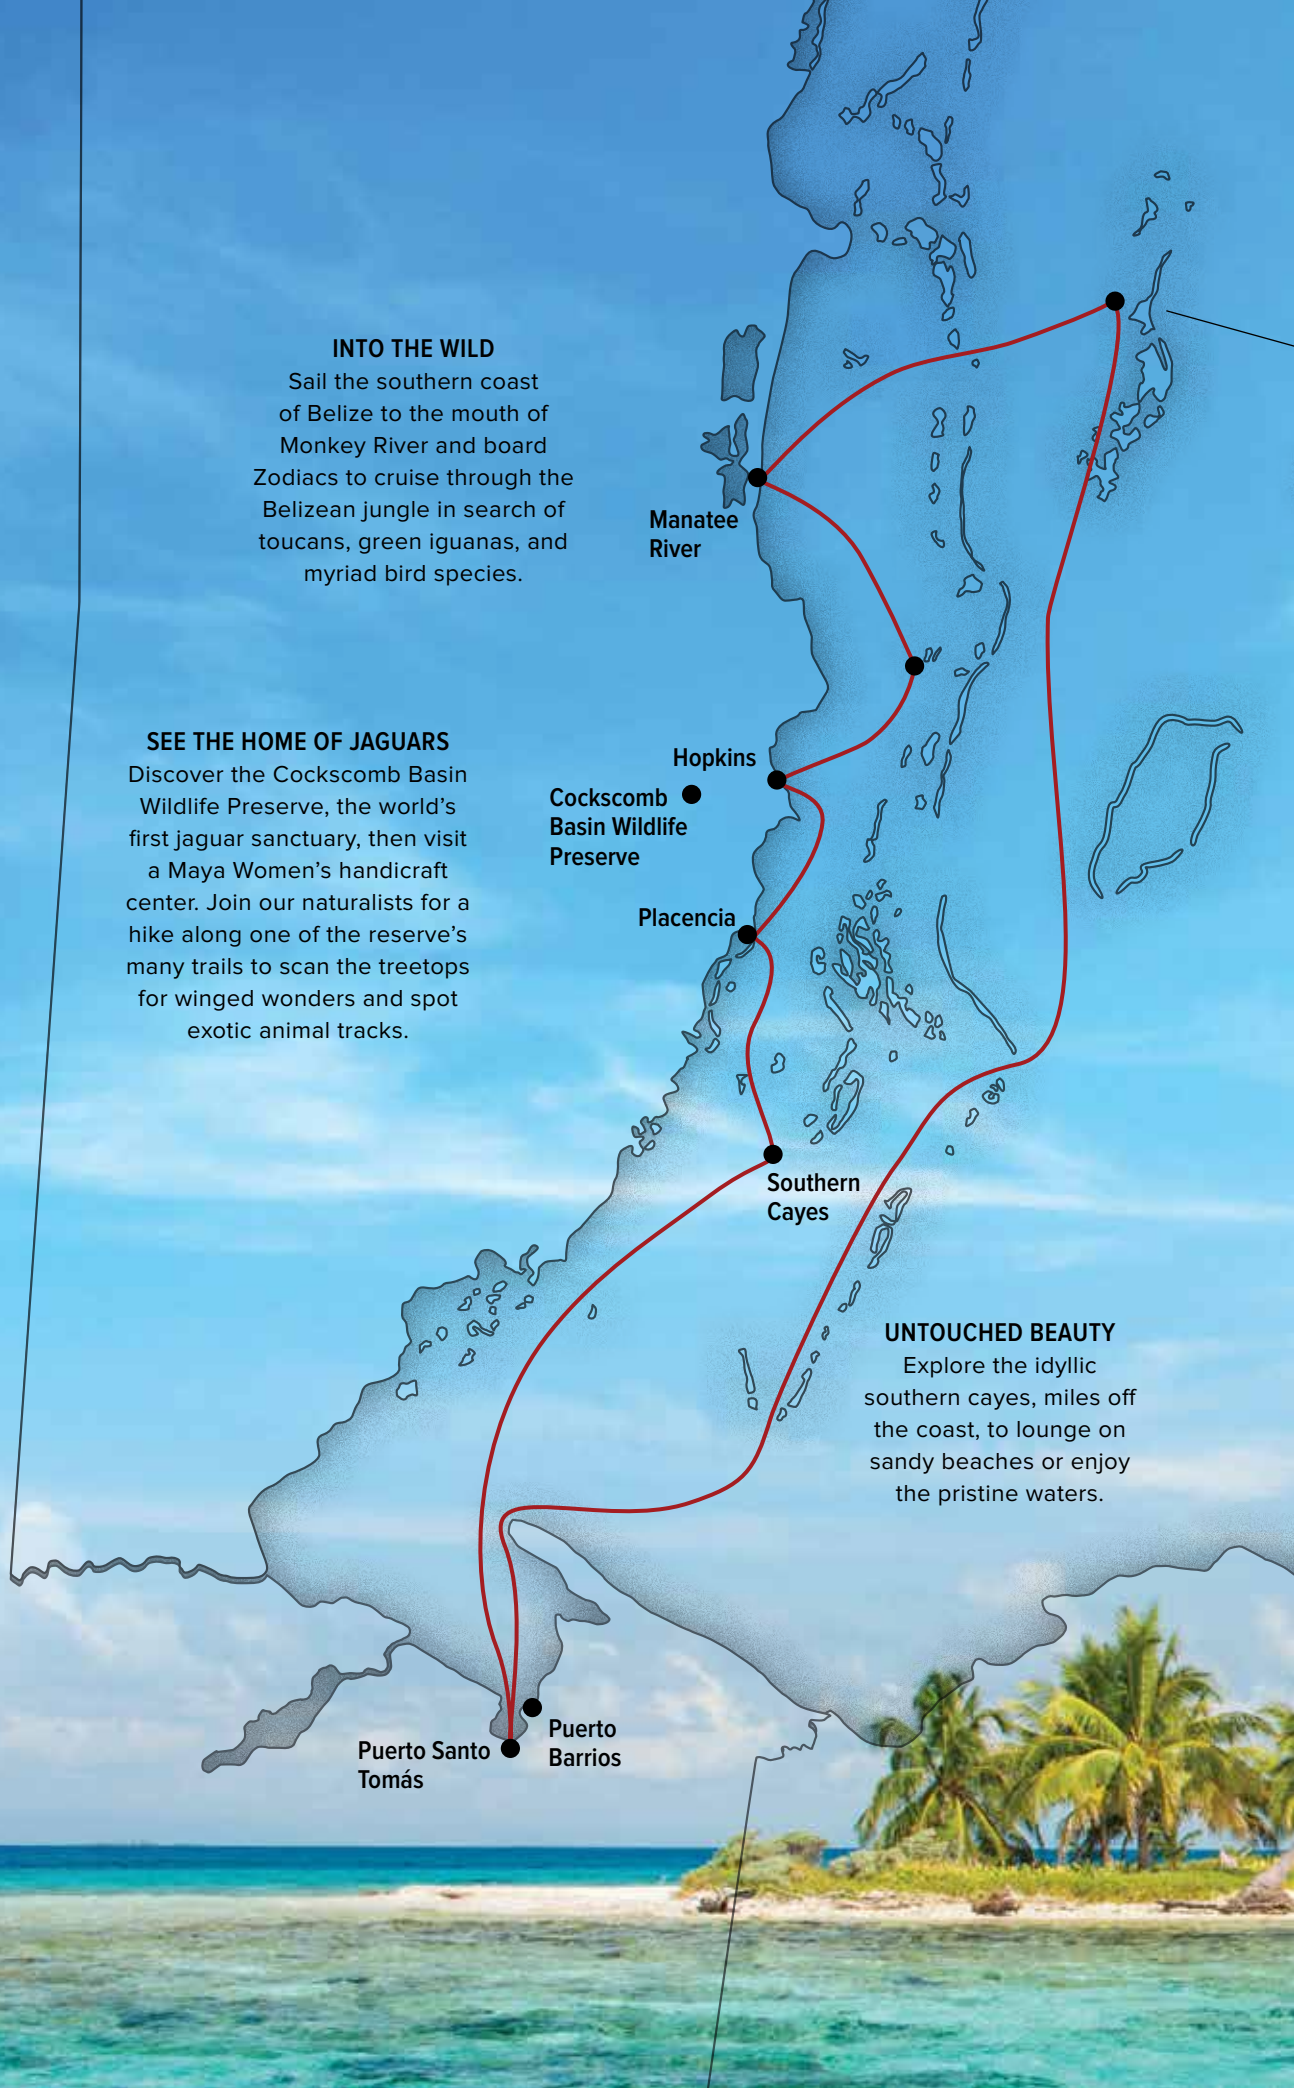 INTO THE WILD
Sail the southern coast
of Belize to the mouth of
Monkey River and board
Zodiacs to cruise through the
Belizean jungle in search of
toucans, green iguanas, and
myriad bird species.
Manatee
River
SEE THE HOME OF JAGUARS
Discover the Cockscomb Basin
Wildlife Preserve, the world’s
first jaguar sanctuary, then visit
a Maya Women’s handicraft
center. Join our naturalists for a
hike along one of the reserve’s
many trails to scan the treetops
for winged wonders and spot
exotic animal tracks.
Hopkins
Cockscomb
Basin Wildlife
Preserve
Placencia
Southern
Cayes
UNTOUCHED BEAUTY
Explore the idyllic
southern cayes, miles off
the coast, to lounge on
sandy beaches or enjoy
the pristine waters.
Puerto
Barrios
Puerto Santo
Tomás